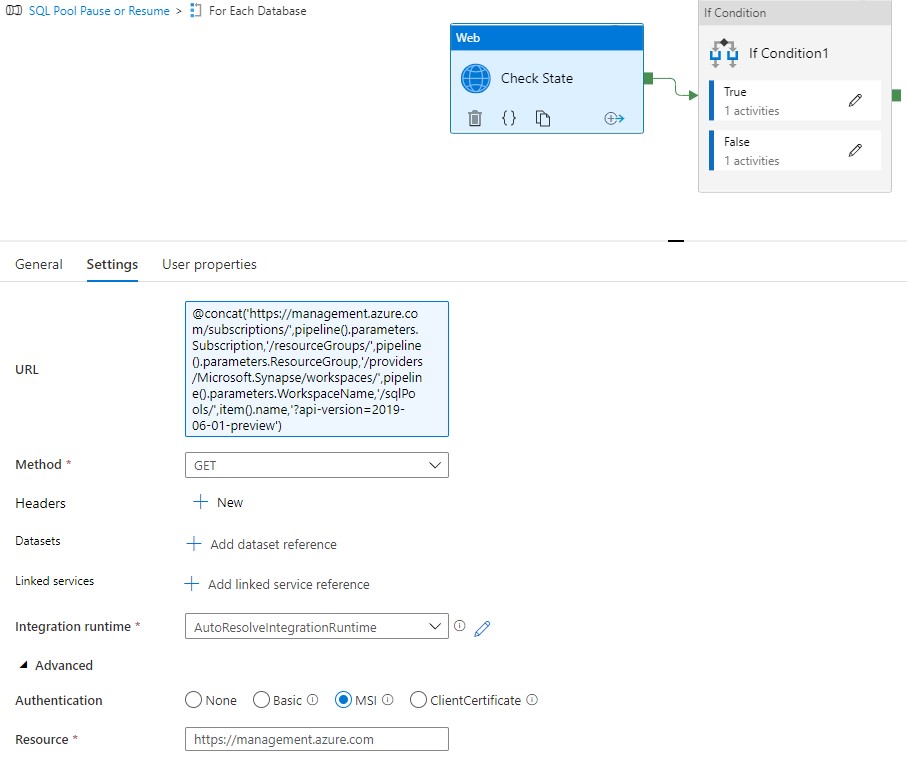 SQL Pool Pause or Resume > For Each Database
Web
Check State
{}
If Condition
If Condition1
True
1 activities
False
1 activities
General Settings User properties
URL
@concat('https://management.azure.co
m/subscriptions/',pipeline().parameters.
Subscription,'/resourceGroups/',pipeline
().parameters.ResourceGroup,'/providers
/Microsoft.Synapse/workspaces/',pipelin
e().parameters.WorkspaceName,'/sqlPo
ols/',item().name,'?api-version=2019-
06-01-preview')
Method * GET
Headers + New
Datasets + Add dataset reference
Linked services + Add linked service reference
Integration runtime * AutoResolveIntegrationRuntime
Advanced
Authentication None Basic MSI ClientCertificate
Resource * https://management.azure.com